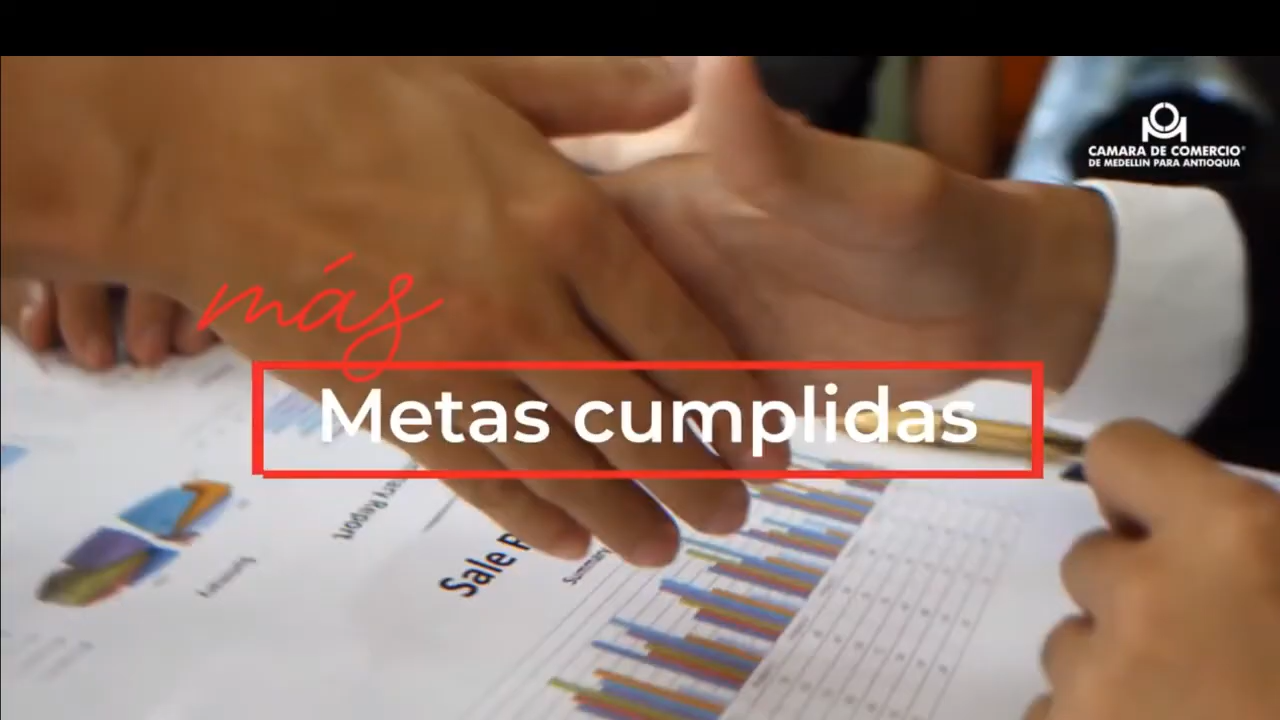 CAMARA DE COMERCIO®
DE MEDELLIN PARA ANTIOQUIA
más
Metas cumplidas
Sale
Summary